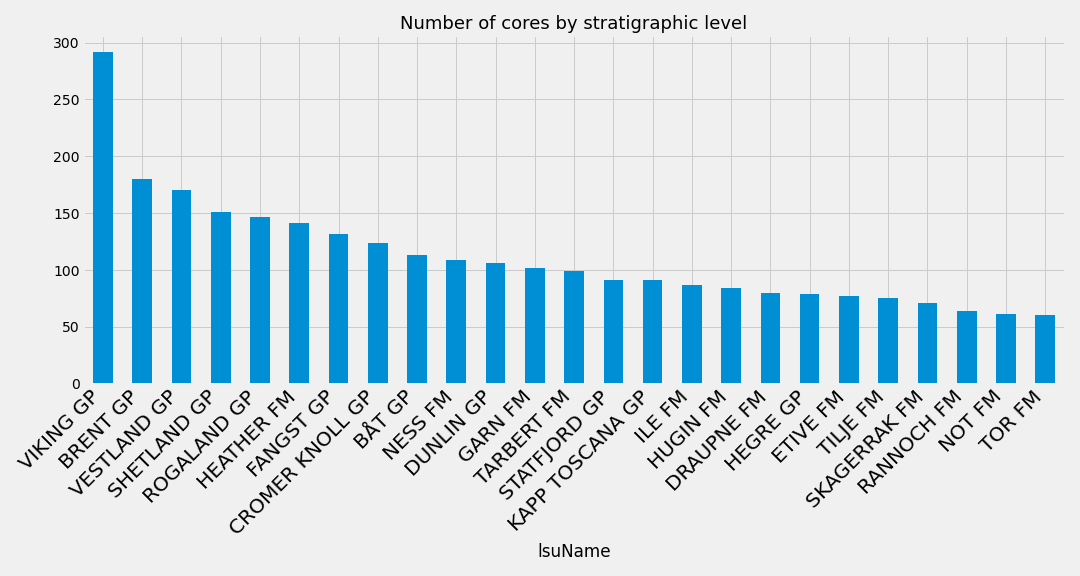 Number of cores by stratigraphic level
300
250
200
150
100
50
0
VIKING GP
BRENT GP
VESTLAND GP
SHETLAND GP
ROGALAND GP
HEATHER FM
FANGST GP
CROMER KNOLL GP
BÅT GP
NESS FM
DUNLIN GP
GARN FM
TARBERT FM
STATFJORD GP
KAPP TOSCANA GP
ILE FM
HUGIN FM
DRAUPNE FM
HEGRE GP
ETIVE FM
TILJE FM
SKAGERRAK FM
RANNOCH FM
NOT FM
TOR FM
lsuName